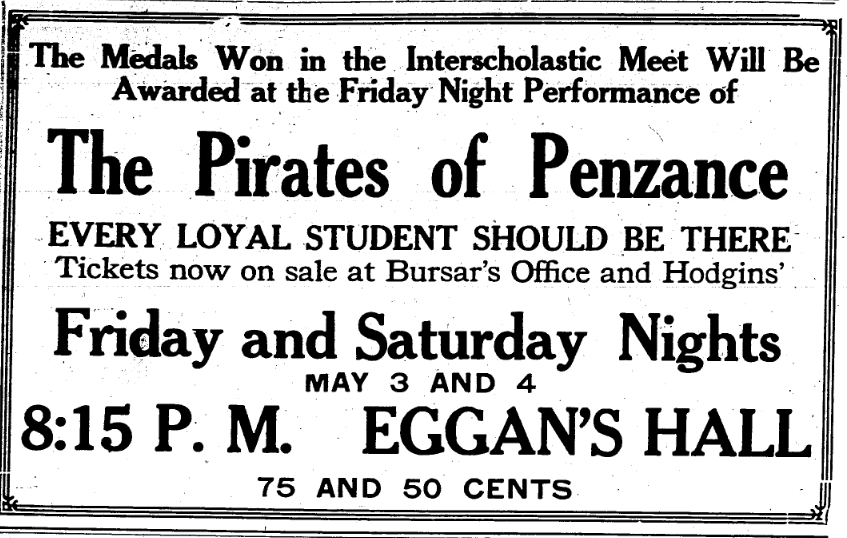 The Medals Won in the Interscholastic Meet Will Be
Awarded at the Friday Night Performance of
The Pirates of Penzance
EVERY LOYAL STUDENT SHOULD BE THERE
Tickets now on sale at Bursar's Office and Hodgins'
Friday and Saturday Nights
MAY 3 AND 4
8:15 P. M. EGGAN'S HALL
75 AND 50 CENTS